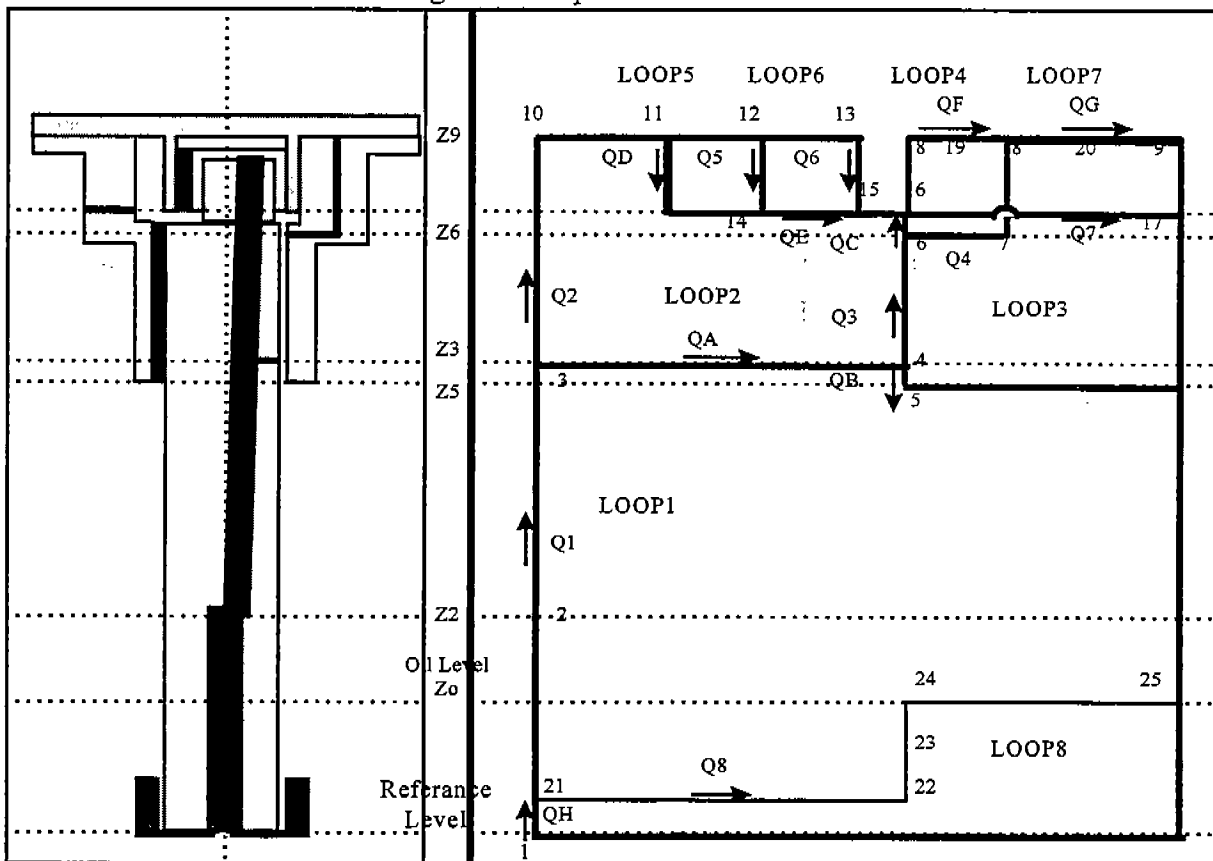 LOOP5 LOOP6 LOOP4 LOOP7
QF QG
10 11 12 13
Z9 8 19 18 20 9
QD Q5 Q6
15 6
14 QE QC Q7 17
Z6 6 7
Q4
Q2 LOOP2 Q3 LOOP3
QA
Z3 4
3 QB
Z5 5
LOOP1
Q1
Z2 2
Oil Level 24 25
Zo
23 LOOP8
Q8
Referance 21 22
Level QH
1